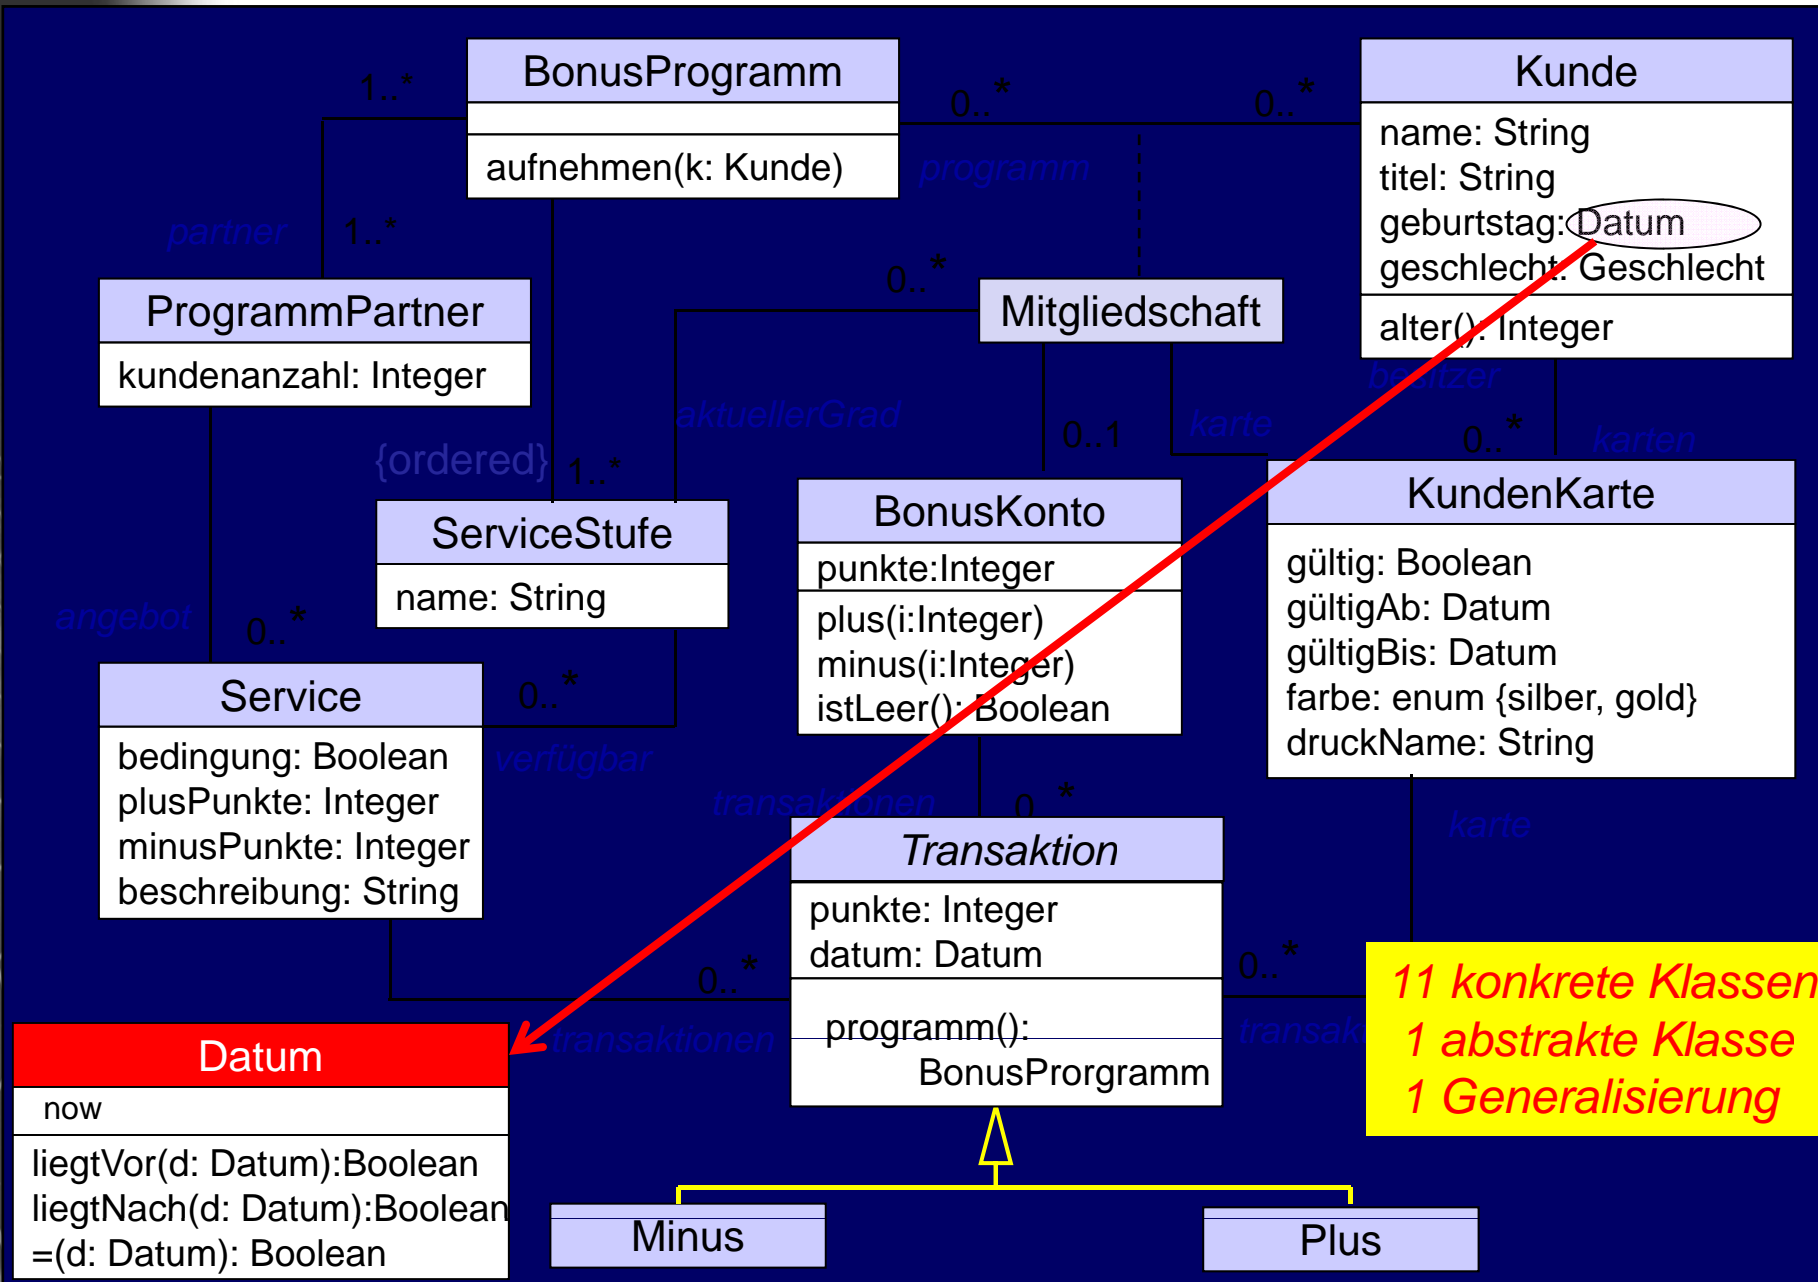 BonusProgramm
aufnehmen(k: Kunde)
1..*
0..*
0..*
programm
Kunde
name: String
titel: String
geburtstag: Datum
geschlecht: Geschlecht
alter(): Integer
partner
1..*
ProgrammPartner
kundenanzahl: Integer
0..*
Mitgliedschaft
aktuellerGrad
0..1
karte
besitzer
0..*
karten
{ordered}
1..*
ServiceStufe
name: String
BonusKonto
punkte:Integer
plus(i:Integer)
minus(i:Integer)
istLeer(): Boolean
KundenKarte
gültig: Boolean
gültigAb: Datum
gültigBis: Datum
farbe: enum {silber, gold}
druckName: String
angebot
0..*
Service
bedingung: Boolean
plusPunkte: Integer
minusPunkte: Integer
beschreibung: String
0..*
verfügbar
transaktionen
0..*
karte
Transaktion
punkte: Integer
datum: Datum
programm():
BonusProrgramm
0..*
transaktionen
0..*
transak
11 konkrete Klassen
1 abstrakte Klasse
1 Generalisierung
Datum
now
liegtVor(d: Datum):Boolean
liegtNach(d: Datum):Boolean
=(d: Datum): Boolean
Minus
Plus